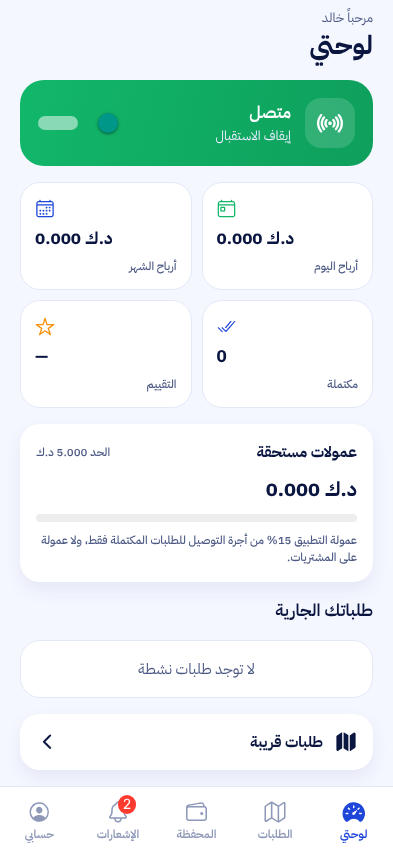 مرحباً خالد
لوحتي
متصل
إيقاف الاستقبال
د.ك 0.000
أرباح اليوم
د.ك 0.000
أرباح الشهر
0
مكتملة
—
التقييم
عمولات مستحقة
الحد 5.000 د.ك
د.ك 0.000
عمولة التطبيق 15% من أجرة التوصيل للطلبات المكتملة فقط، ولا عمولة
على المشتريات.
طلباتك الجارية
لا توجد طلبات نشطة
طلبات قريبة
لوحتي
الطلبات
المحفظة
2
الإشعارات
حسابي